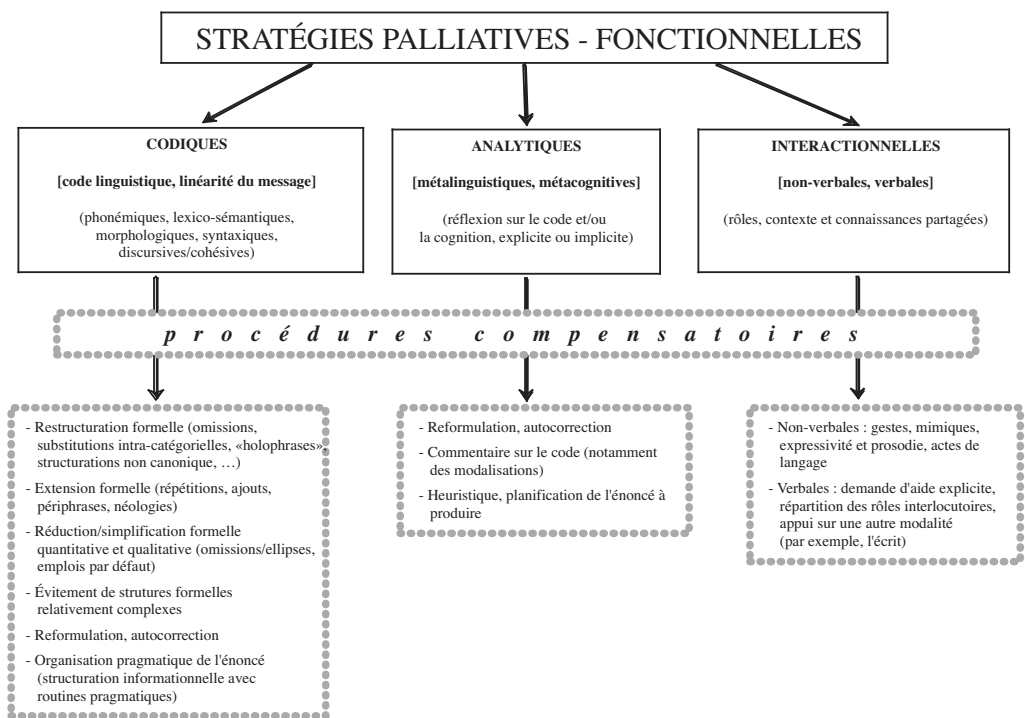 STRATÉGIES PALLIATIVES - FONCTIONNELLES
CODIQUES
[code linguistique, linéarité du message]
(phonémiques, lexico-sémantiques,
morphologiques, syntaxiques,
discursives/cohésives)
ANALYTIQUES
[métalinguistiques, métacognitives]
(réflexion sur le code et/ou
la cognition, explicite ou implicite)
INTERACTIONNELLES
[non-verbales, verbales]
(rôles, contexte et connaissances partagées)
procédures compensatoires
- Restructuration formelle (omissions,
substitutions intra-catégorielles, «holophrases»,
structurations non canonique, …)
- Extension formelle (répétitions, ajouts,
périphrases, néologies)
- Réduction/simplification formelle
quantitative et qualitative (omissions/ellipses,
emplois par défaut)
- Évitement de strutures formelles
relativement complexes
- Reformulation, autocorrection
- Organisation pragmatique de l'énoncé
(structuration informationnelle avec
routines pragmatiques)
- Reformulation, autocorrection
- Commentaire sur le code (notamment
des modalisations)
- Heuristique, planification de l'énoncé à
produire
- Non-verbales : gestes, mimiques,
expressivité et prosodie, actes de
langage
- Verbales : demande d'aide explicite,
répartition des rôles interlocutoires,
appui sur une autre modalité
(par exemple, l'écrit)